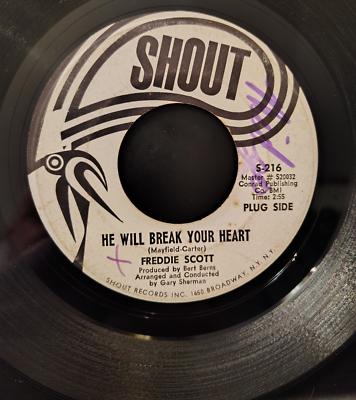 SHOUT
S-216
Master # S20032
Conrad Publishing
Co. BMI
Time: 2:55
PLUG SIDE
HE WILL BREAK YOUR HEART
(Mayfield-Carter)
FREDDIE SCOTT
Produced by Bert Berns
Arranged and Conducted
by Gary Sherman
SHOUT RECORDS INC. 1650 BROADWAY, N.Y. N.Y.